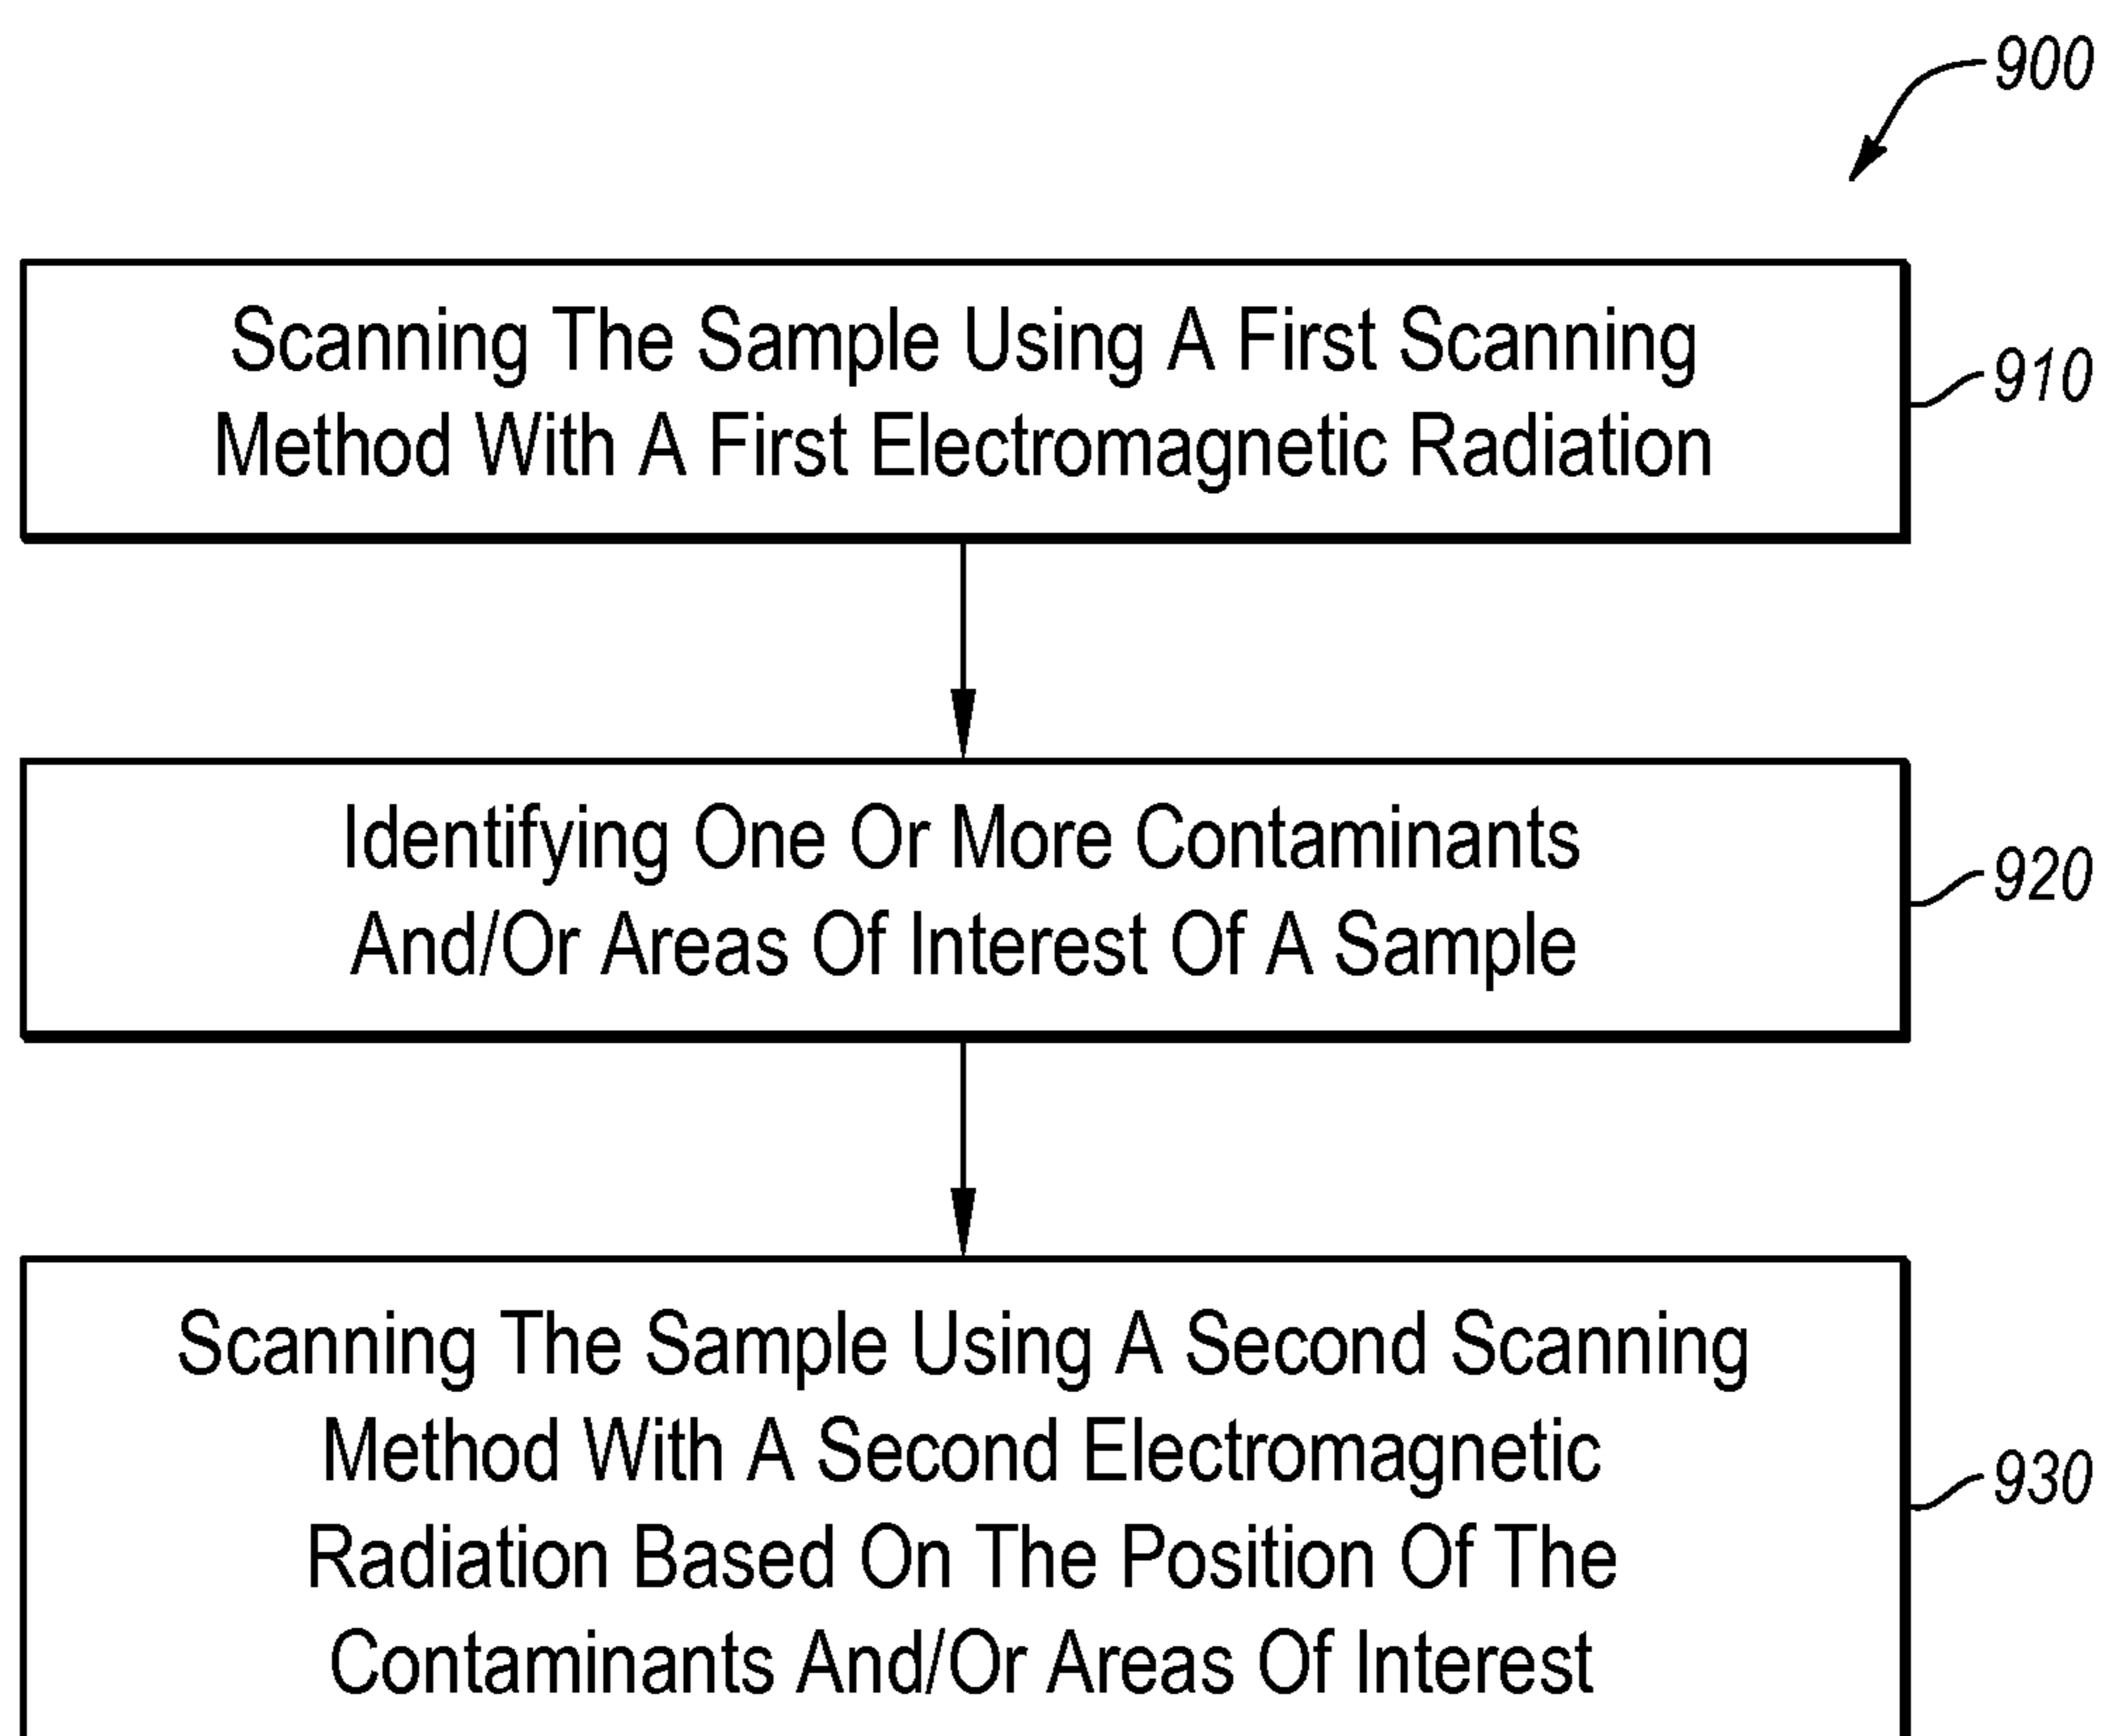 900
Scanning The Sample Using A First Scanning
Method With A First Electromagnetic Radiation
910
Identifying One Or More Contaminants
And/Or Areas Of Interest Of A Sample
920
Scanning The Sample Using A Second Scanning
Method With A Second Electromagnetic
Radiation Based On The Position Of The
Contaminants And/Or Areas Of Interest
930